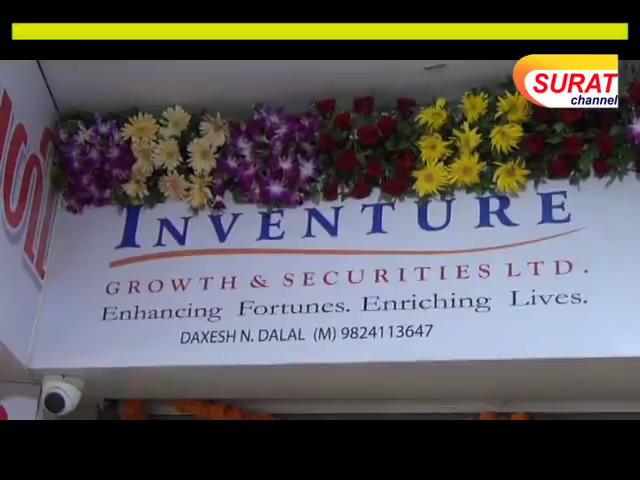 SURAT
channel
INVENTURE
GROWTH & SECURITIES LTD.
Enhancing Fortunes. Enriching Lives.
DAXESH N. DALAL (M) 9824113647